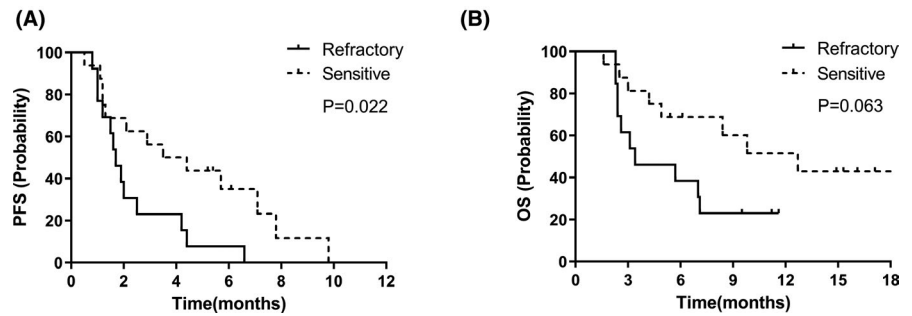 (A)
PFS (Probability)
100
80
60
40
20
0
0 2 4 6 8 10 12
Time(months)
Refractory
Sensitive
P=0.022
(B)
OS (Probability)
100
80
60
40
20
0
0 3 6 9 12 15 18
Time(months)
Refractory
Sensitive
P=0.063